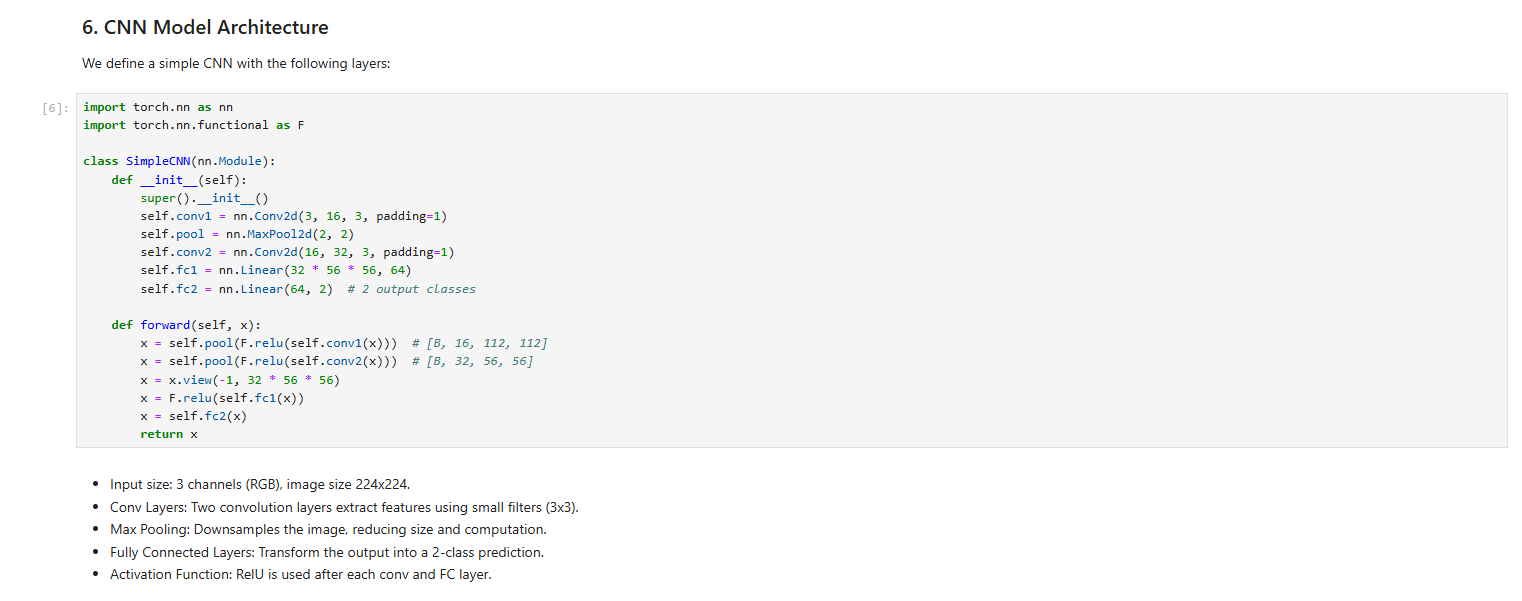 6. CNN Model Architecture
We define a simple CNN with the following layers:
[6]:
import torch.nn as nn
import torch.nn.functional as F

class SimpleCNN(nn.Module):
    def __init__(self):
        super().__init__()
        self.conv1 = nn.Conv2d(3, 16, 3, padding=1)
        self.pool = nn.MaxPool2d(2, 2)
        self.conv2 = nn.Conv2d(16, 32, 3, padding=1)
        self.fc1 = nn.Linear(32 * 56 * 56, 64)
        self.fc2 = nn.Linear(64, 2)  # 2 output classes

    def forward(self, x):
        x = self.pool(F.relu(self.conv1(x)))  # [B, 16, 112, 112]
        x = self.pool(F.relu(self.conv2(x)))  # [B, 32, 56, 56]
        x = x.view(-1, 32 * 56 * 56)
        x = F.relu(self.fc1(x))
        x = self.fc2(x)
        return x

• Input size: 3 channels (RGB), image size 224x224.
• Conv Layers: Two convolution layers extract features using small filters (3x3).
• Max Pooling: Downsamples the image, reducing size and computation.
• Fully Connected Layers: Transform the output into a 2-class prediction.
• Activation Function: RelU is used after each conv and FC layer.